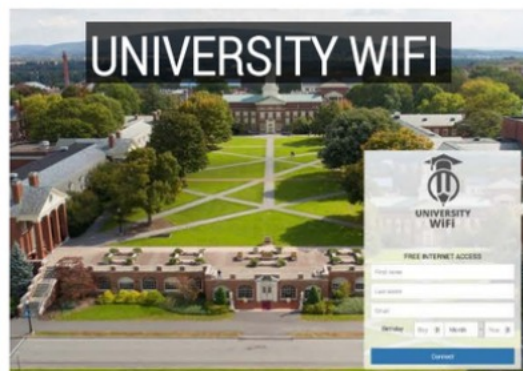 UNIVERSITY WIFI
UNIVERSITY
WiFi
FREE INTERNET ACCESS
First name
Last name
Email
Birthday Day Month Year
Connect